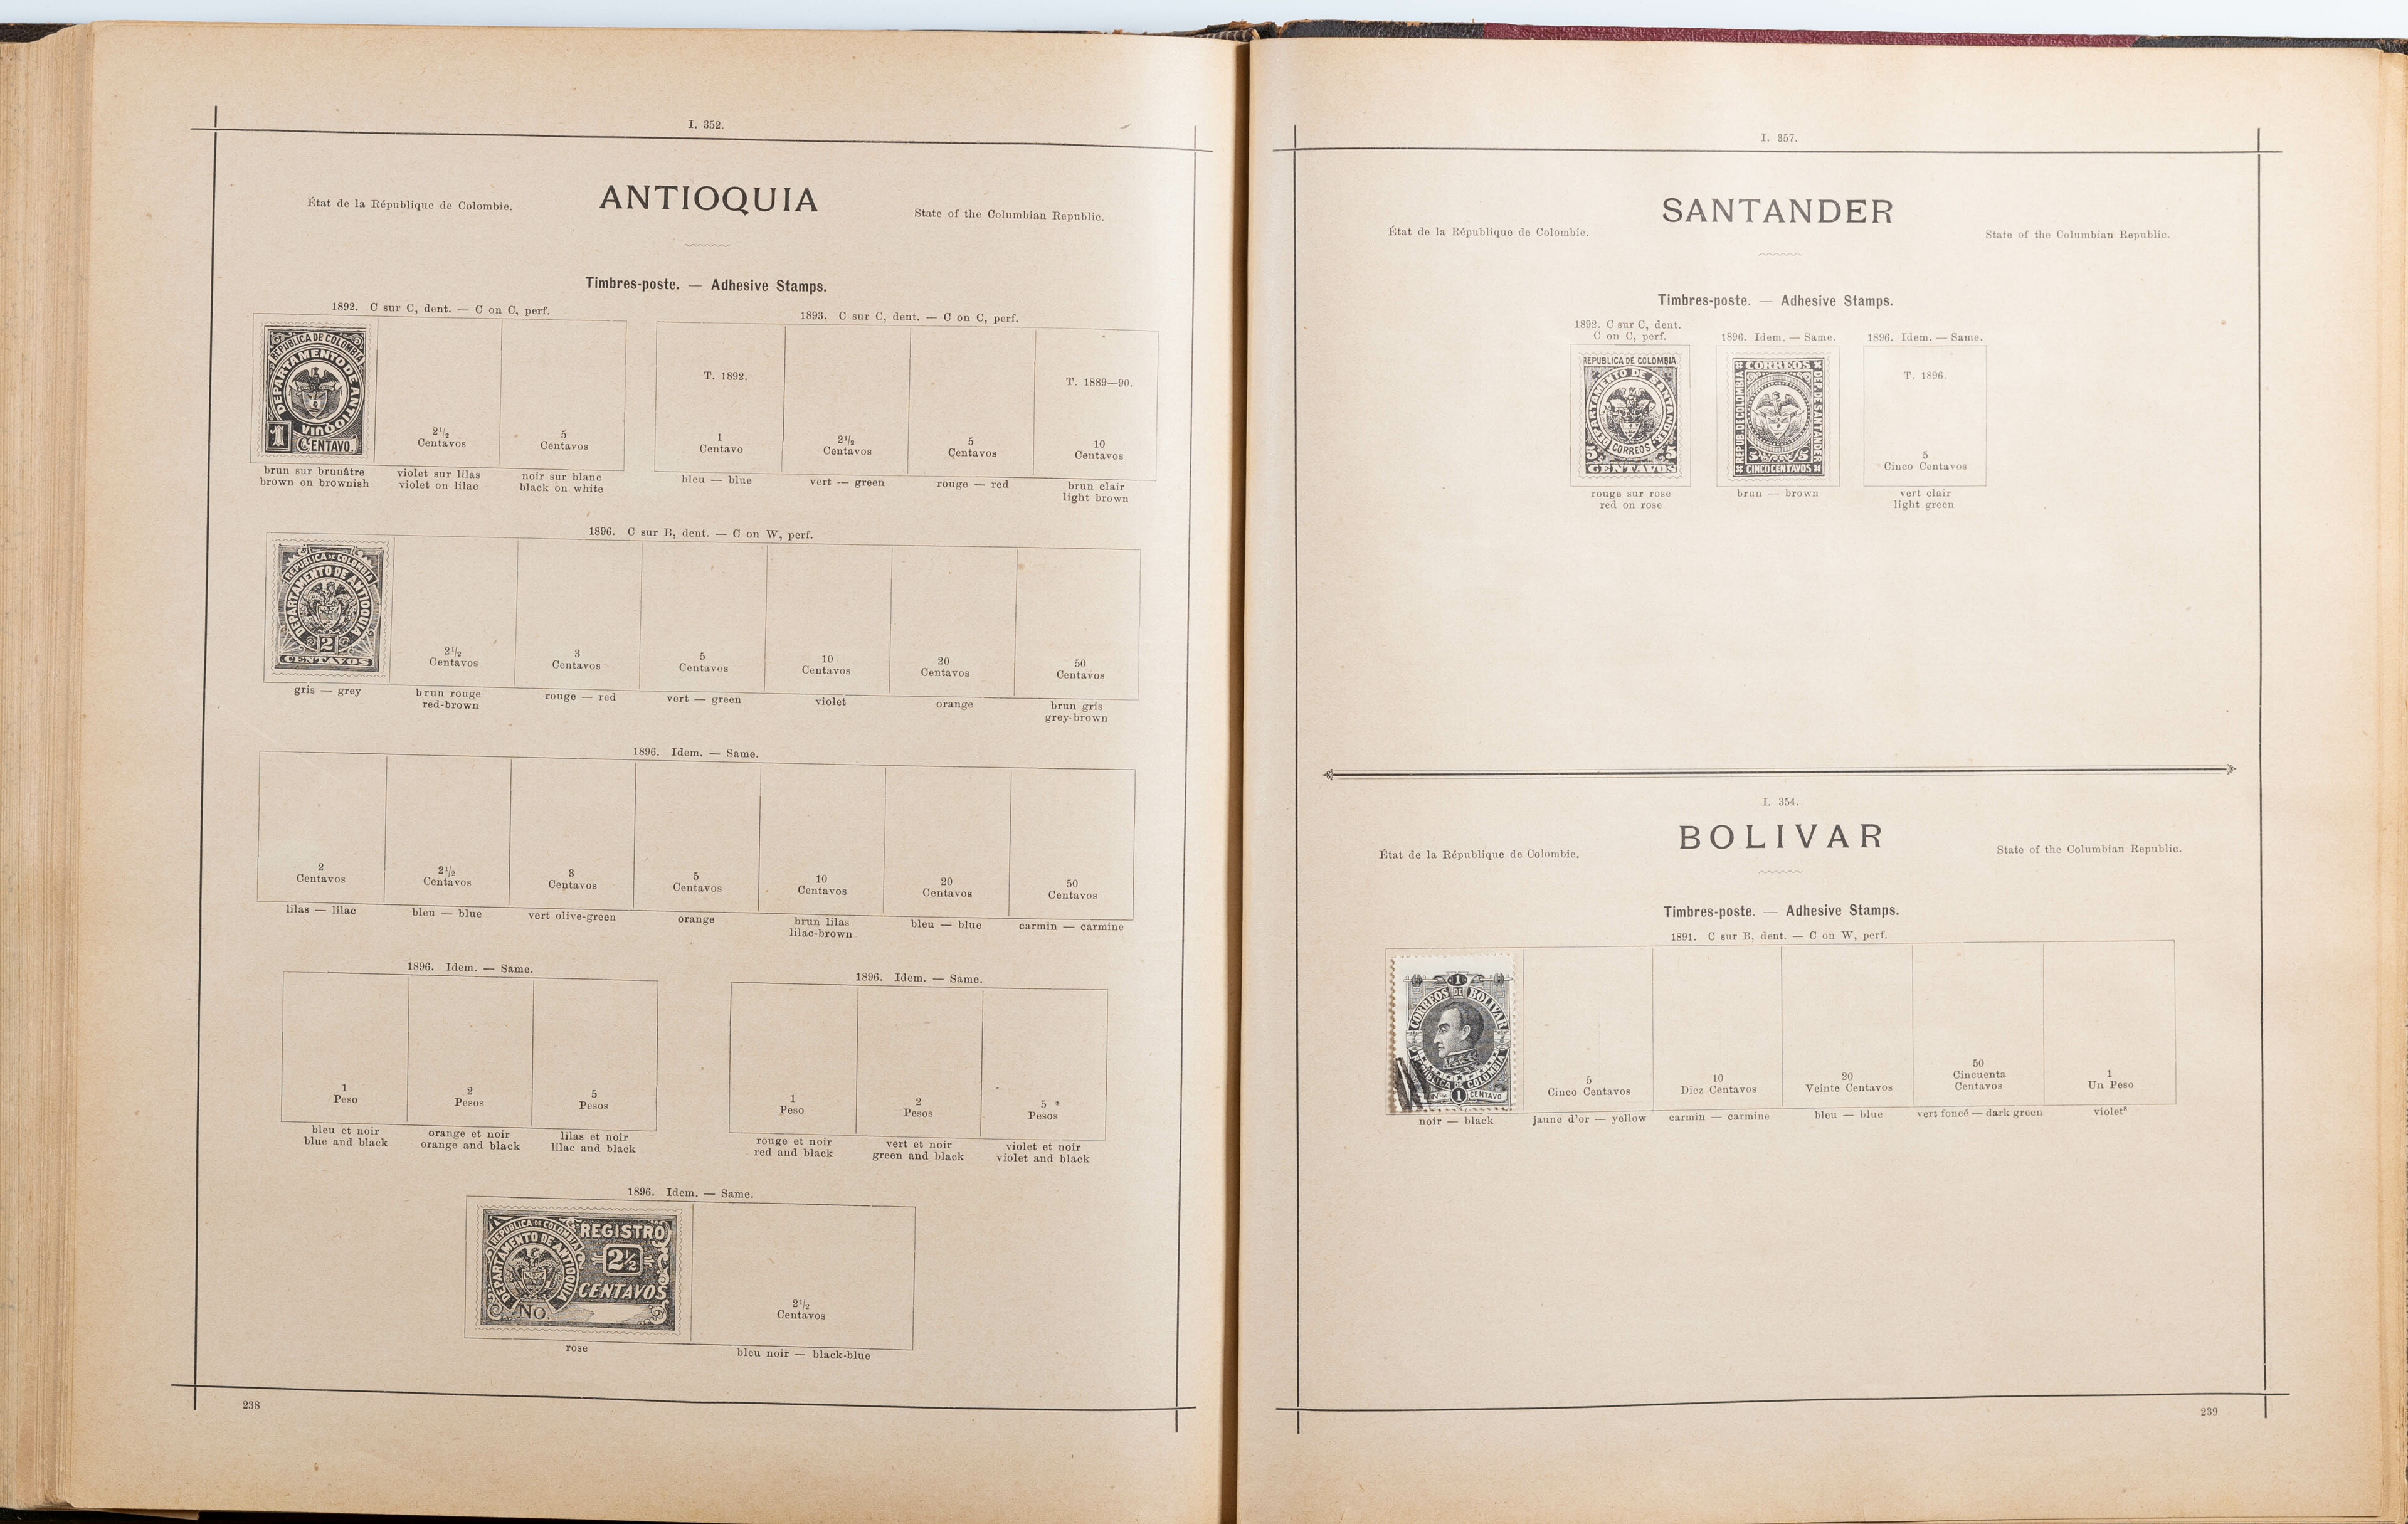 I. 352.
ANTIOQUIA
État de la République de Colombie.
State of the Columbian Republic.
Timbres-poste. — Adhesive Stamps.
1892. C sur C, dent. — C on C, perf.
REPUBLICA DE COLOMBIA
DEPARTAMENTO DE ANTIOQUIA
1 CENTAVO
2½
Centavos
5
Centavos
brun sur brunâtre
brown on brownish
violet sur lilas
violet on lilac
noir sur blanc
black on white
1893. C sur C, dent. — C on C, perf.
T. 1892.
T. 1889—90.
1
Centavo
2½
Centavos
5
Centavos
10
Centavos
bleu — blue
vert — green
rouge — red
brun clair
light brown
1896. C sur B, dent. — C on W, perf.
REPUBLICA DE COLOMBIA
DEPARTAMENTO DE ANTIOQUIA
2
CENTAVOS
2½
Centavos
3
Centavos
5
Centavos
10
Centavos
20
Centavos
50
Centavos
gris — grey
brun rouge
red-brown
rouge — red
vert — green
violet
orange
brun gris
grey-brown
1896. Idem. — Same.
2
Centavos
2½
Centavos
3
Centavos
5
Centavos
10
Centavos
20
Centavos
50
Centavos
lilas — lilac
bleu — blue
vert olive-green
orange
brun lilas
lilac-brown
bleu — blue
carmin — carmine
1896. Idem. — Same.
1
Peso
2
Pesos
5
Pesos
bleu et noir
blue and black
orange et noir
orange and black
lilas et noir
lilac and black
1896. Idem. — Same.
1
Peso
2
Pesos
5
Pesos
rouge et noir
red and black
vert et noir
green and black
violet et noir
violet and black
1896. Idem. — Same.
REPUBLICA DE COLOMBIA
DEPARTAMENTO DE ANTIOQUIA
REGISTRO
2½
CENTAVOS
NO.
2½
Centavos
rose
bleu noir — black-blue
238
I. 357.
SANTANDER
État de la République de Colombie.
State of the Columbian Republic.
Timbres-poste. — Adhesive Stamps.
1892. C sur C, dent.
C on C, perf.
REPUBLICA DE COLOMBIA
DEPARTAMENTO DE SANTANDER
CORREOS
5 5
CENTAVOS
rouge sur rose
red on rose
1896. Idem. — Same.
CORREOS
REPUB. DE COLOMBIA
DEP. DE SANTANDER
5 5
CINCO CENTAVOS
brun — brown
1896. Idem. — Same.
T. 1896.
5
Cinco Centavos
vert clair
light green
I. 354.
BOLIVAR
État de la République de Colombie.
State of the Columbian Republic.
Timbres-poste. — Adhesive Stamps.
1891. C sur B, dent. — C on W, perf.
1
CORREOS DE BOLIVAR
REPUBLICA DE COLOMBIA
UN 1 CENTAVO
5
Cinco Centavos
10
Diez Centavos
20
Veinte Centavos
50
Cincuenta
Centavos
1
Un Peso
noir — black
jaune d'or — yellow
carmin — carmine
bleu — blue
vert foncé — dark green
violet
239